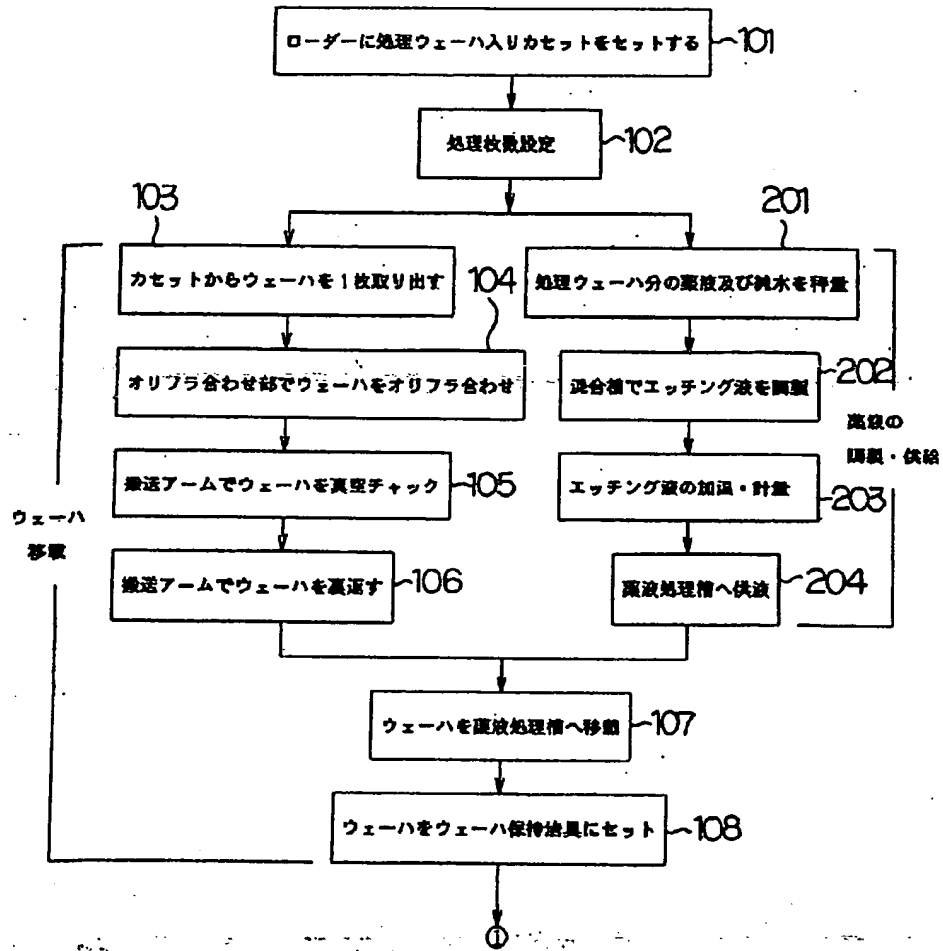 ローダーに処理ウェーハ入りカセットをセットする
101
処理枚数設定
102
103
カセットからウェーハを1枚取り出す
104
オリフラ合わせ部でウェーハをオリフラ合わせ
搬送アームでウェーハを真空チャック
105
搬送アームでウェーハを裏返す
106
ウェーハ
移載
201
処理ウェーハ分の薬液及び純水を秤量
混合槽でエッチング液を調製
202
エッチング液の加温・計量
203
薬液処理槽へ供液
204
薬液の
調製・供給
ウェーハを薬液処理槽へ移動
107
ウェーハをウェーハ保持治具にセット
108
①